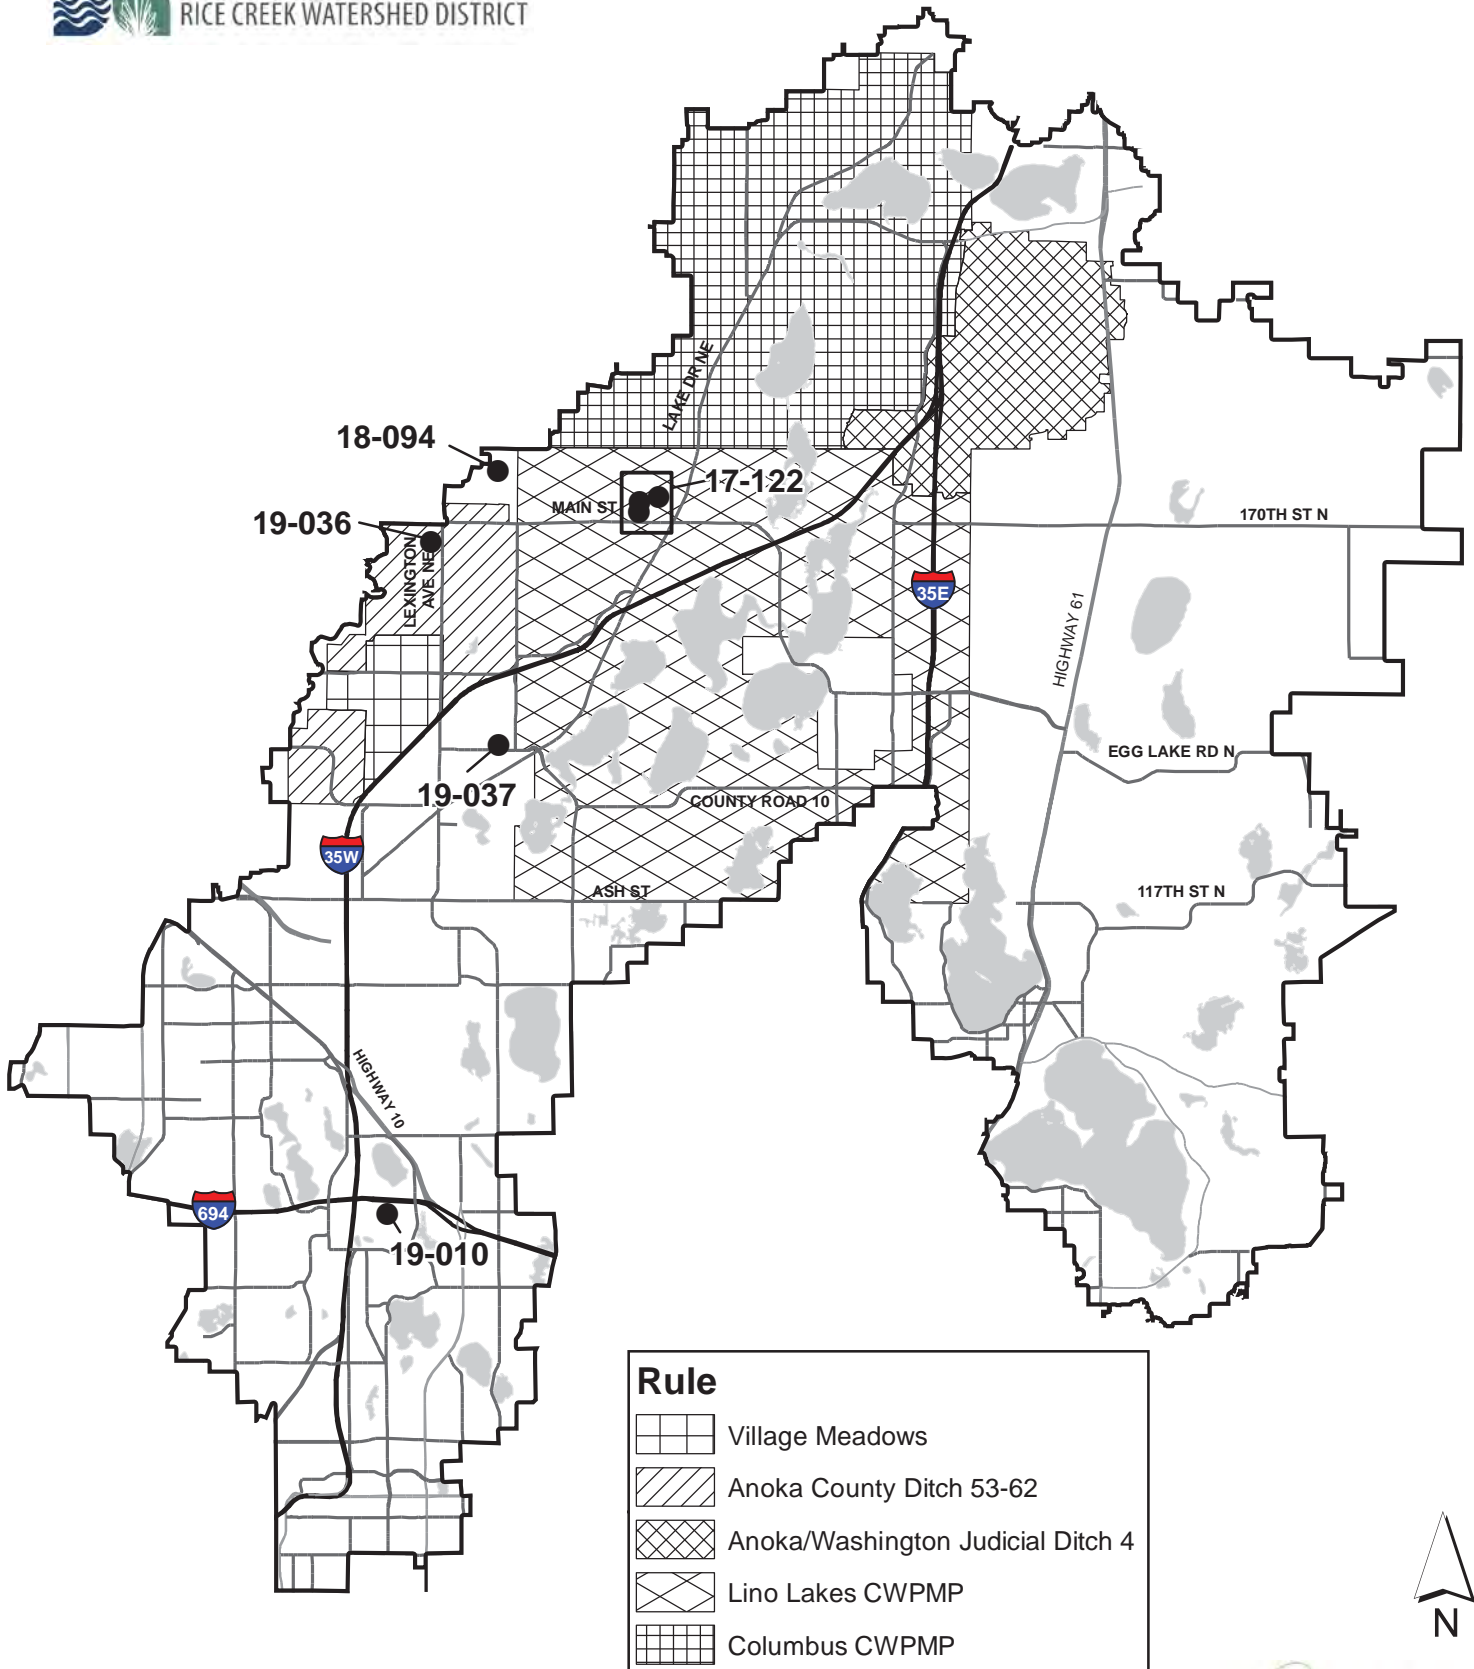 RICE CREEK WATERSHED DISTRICT
LAKE DR NE
18-094
17-122
MAIN ST
19-036
170TH ST N
LEXINGTON
AVE NE
35E
HIGHWAY 61
EGG LAKE RD N
19-037
COUNTY ROAD 10
35W
ASH ST
117TH ST N
HIGHWAY 10
694
19-010
Rule
Village Meadows
Anoka County Ditch 53-62
Anoka/Washington Judicial Ditch 4
Lino Lakes CWPMP
Columbus CWPMP
N